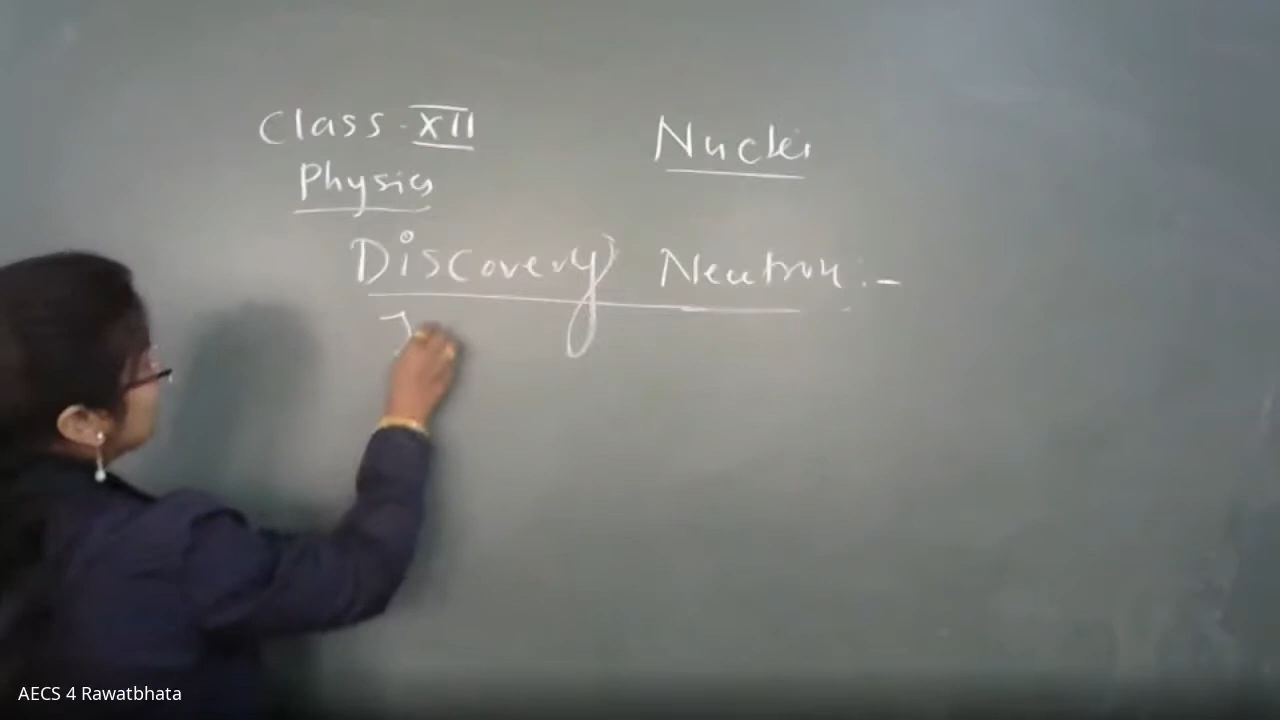 Class - XII
Nuclei
Physics
Discovery Neutron :-
AECS 4 Rawatbhata